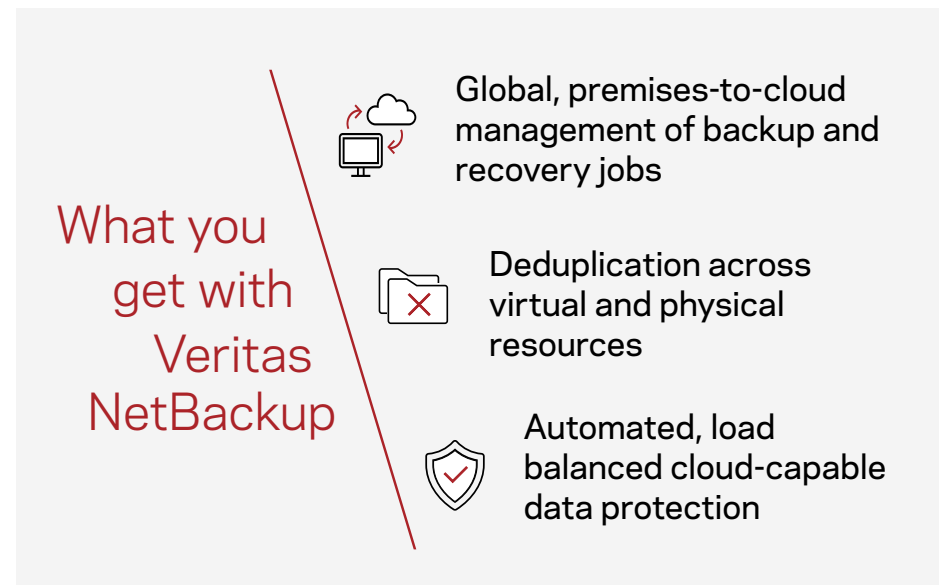 What you
get with
Veritas
NetBackup
Global, premises-to-cloud
management of backup and
recovery jobs
Deduplication across
virtual and physical
resources
Automated, load
balanced cloud-capable
data protection